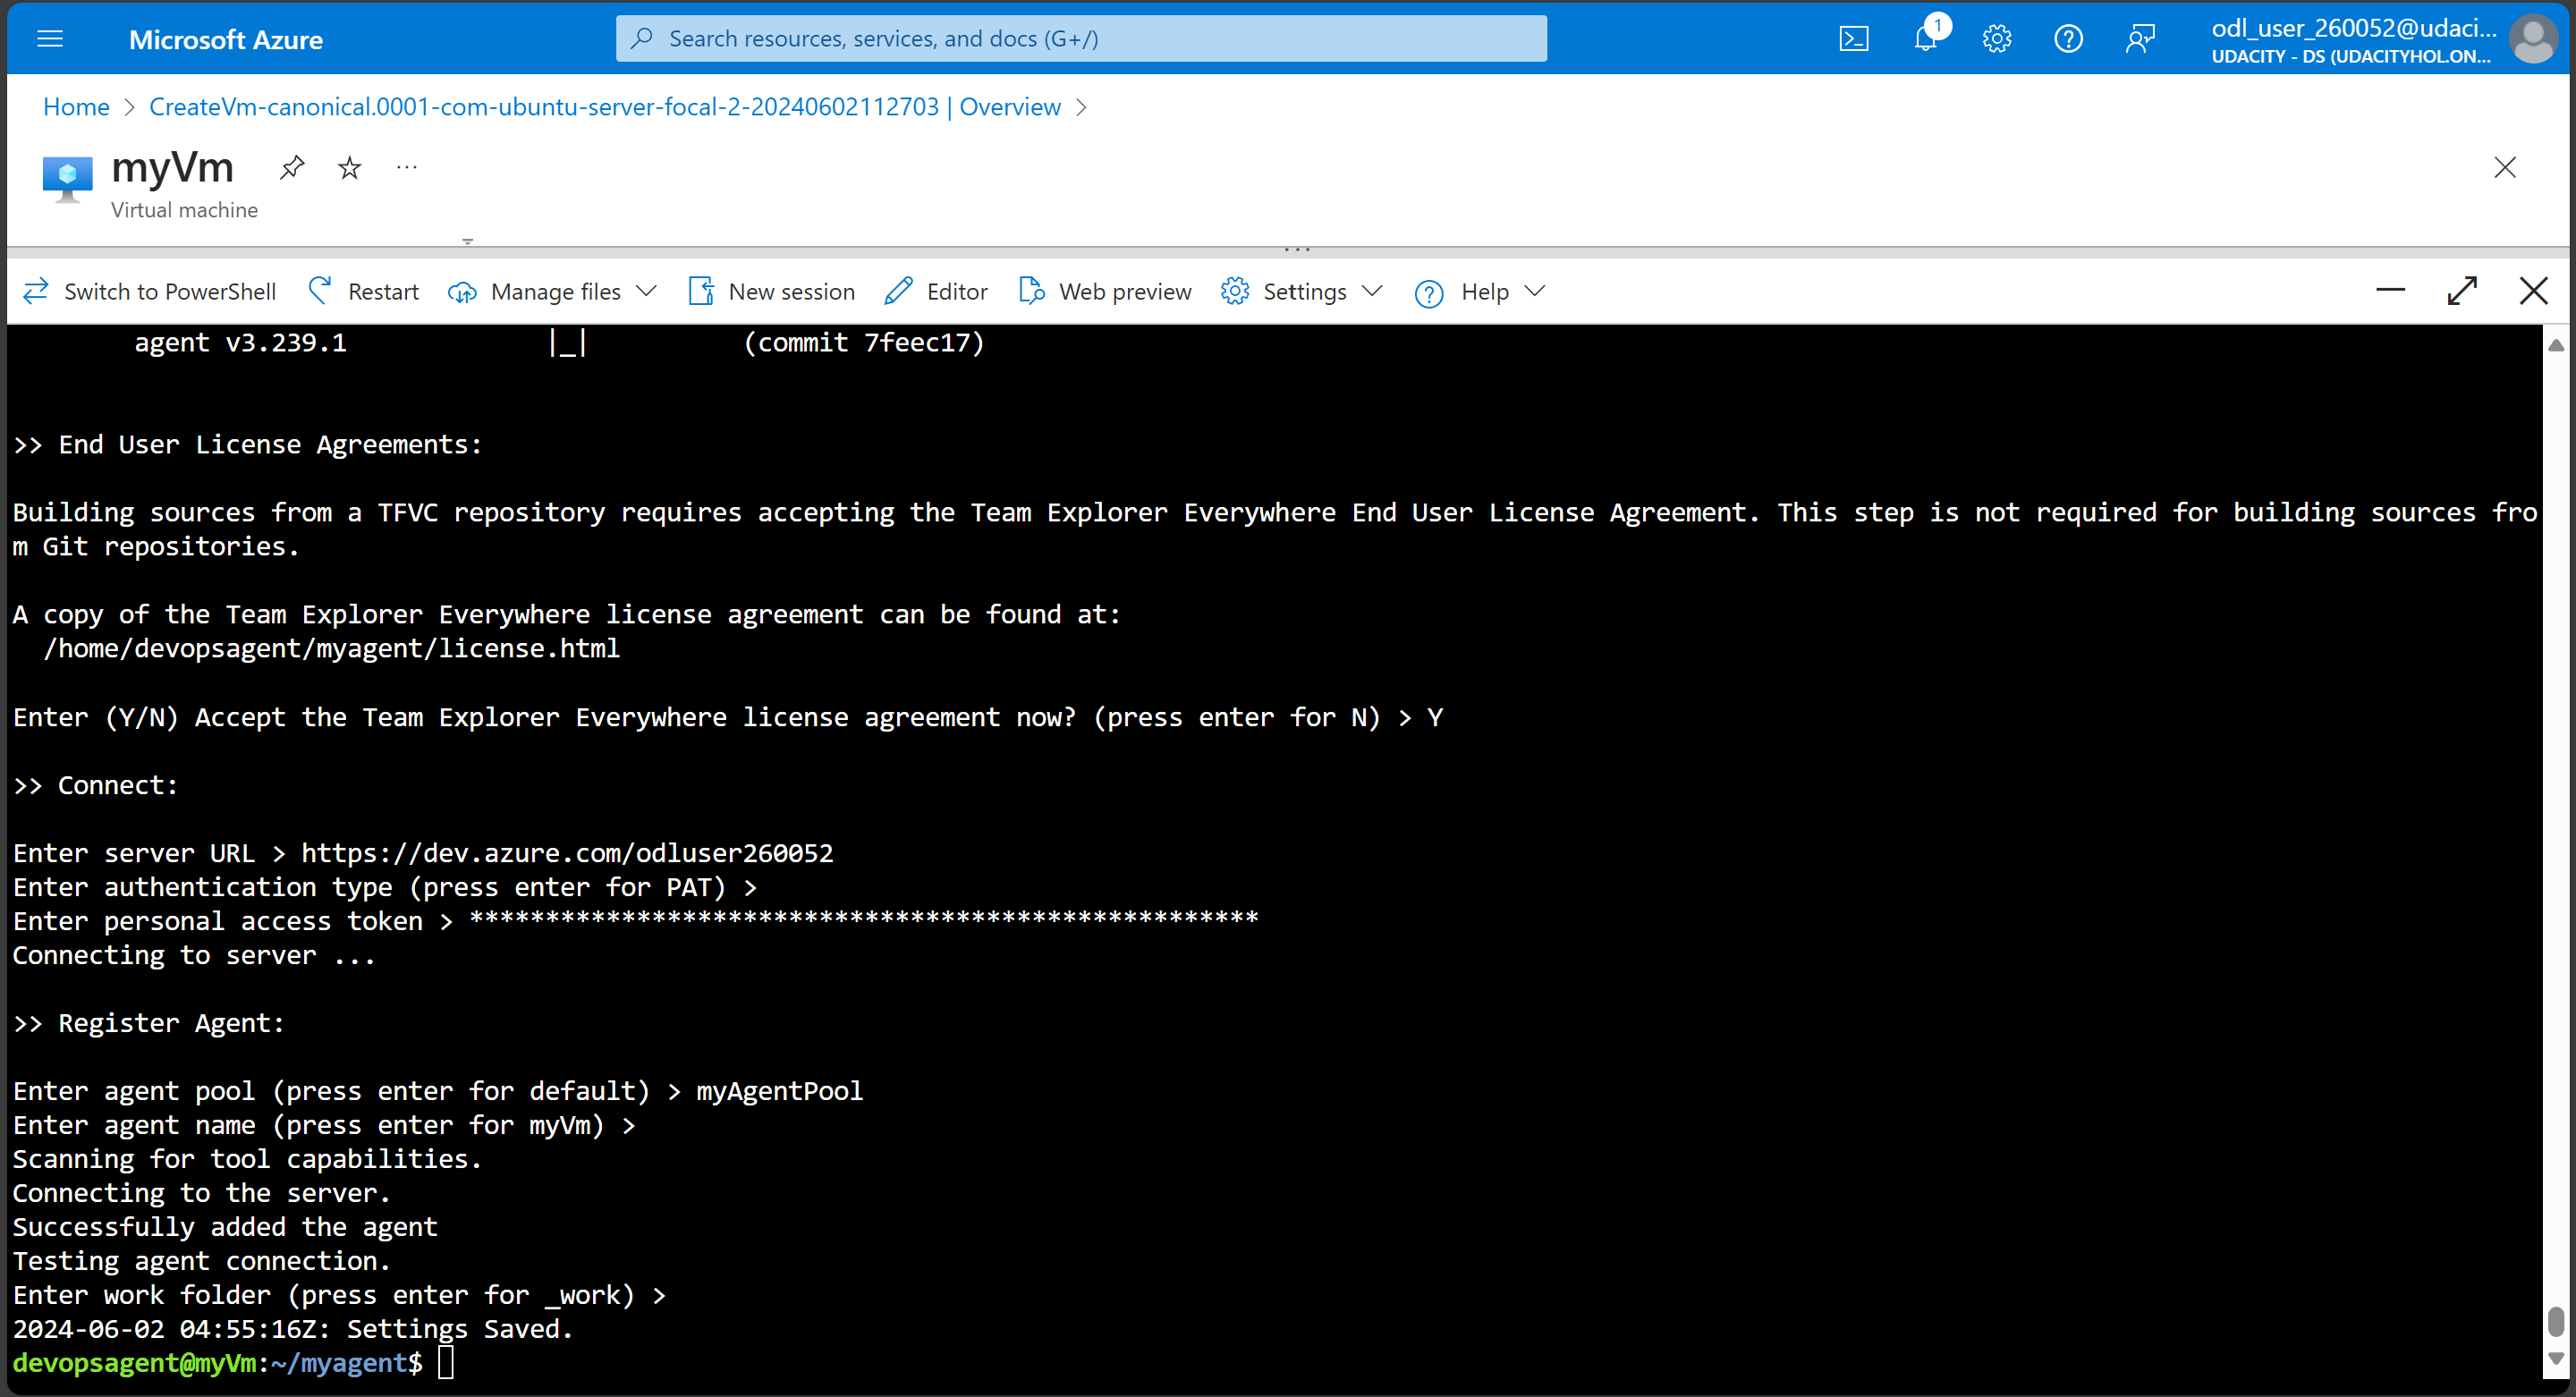 Microsoft Azure
Search resources, services, and docs (G+/)
1
odl_user_260052@udaci...
UDACITY - DS (UDACITYHOL.ON...
Home > CreateVm-canonical.0001-com-ubuntu-server-focal-2-20240602112703 | Overview >
myVm
Virtual machine
Switch to PowerShell Restart Manage files New session Editor Web preview Settings Help
agent v3.239.1 |_| (commit 7feec17)
>> End User License Agreements:
Building sources from a TFVC repository requires accepting the Team Explorer Everywhere End User License Agreement. This step is not required for building sources fro
m Git repositories.
A copy of the Team Explorer Everywhere license agreement can be found at:
/home/devopsagent/myagent/license.html
Enter (Y/N) Accept the Team Explorer Everywhere license agreement now? (press enter for N) > Y
>> Connect:
Enter server URL > https://dev.azure.com/odluser260052
Enter authentication type (press enter for PAT) >
Enter personal access token > ****************************************************
Connecting to server ...
>> Register Agent:
Enter agent pool (press enter for default) > myAgentPool
Enter agent name (press enter for myVm) >
Scanning for tool capabilities.
Connecting to the server.
Successfully added the agent
Testing agent connection.
Enter work folder (press enter for _work) >
2024-06-02 04:55:16Z: Settings Saved.
devopsagent@myVm:~/myagent$